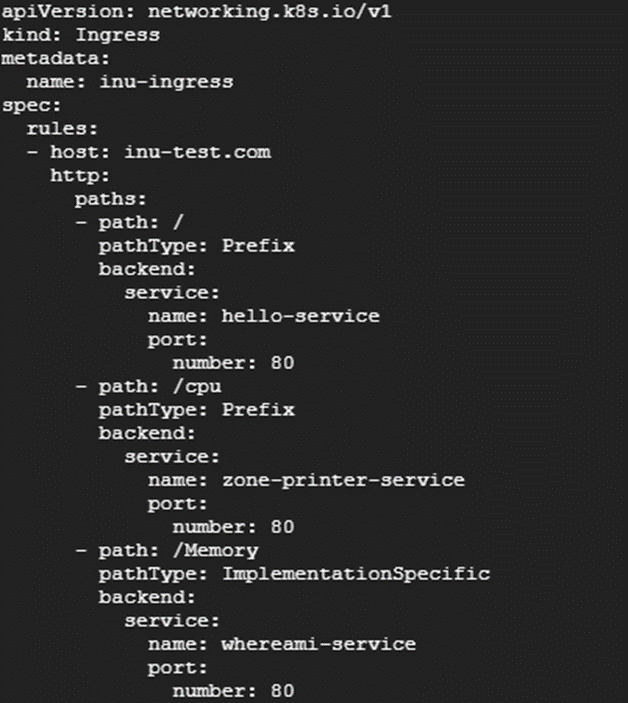 apiVersion: networking.k8s.io/v1
kind: Ingress
metadata:
  name: inu-ingress
spec:
  rules:
  - host: inu-test.com
    http:
      paths:
      - path: /
        pathType: Prefix
        backend:
          service:
            name: hello-service
            port:
              number: 80
      - path: /cpu
        pathType: Prefix
        backend:
          service:
            name: zone-printer-service
            port:
              number: 80
      - path: /Memory
        pathType: ImplementationSpecific
        backend:
          service:
            name: whereami-service
            port:
              number: 80